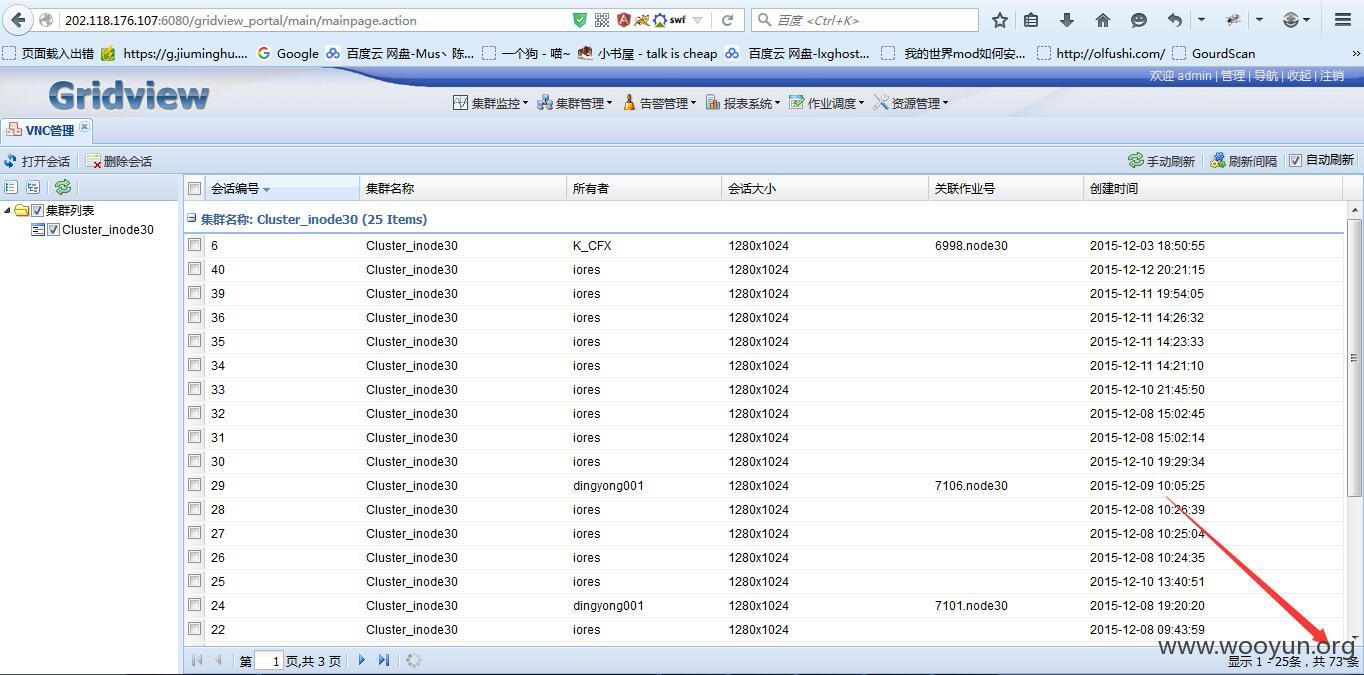 202.118.176.107:6080/gridview_portal/main/mainpage.action swf 百度 <Ctrl+K>
页面载入出错 https://g.jiuminghu.... Google 百度云 网盘-Mus丶陈... 一个狗 - 喵~ 小书屋 - talk is cheap 百度云 网盘-lxghost... 我的世界mod如何安... http://olfushi.com/ GourdScan »
欢迎 admin | 管理 | 导航 | 收起 | 注销
Gridview 集群监控 集群管理 告警管理 报表系统 作业调度 资源管理
VNC管理
打开会话 删除会话 手动刷新 刷新间隔 自动刷新
会话编号 集群名称 所有者 会话大小 关联作业号 创建时间
集群列表
Cluster_inode30
集群名称: Cluster_inode30 (25 Items)
6 Cluster_inode30 K_CFX 1280x1024 6998.node30 2015-12-03 18:50:55
40 Cluster_inode30 iores 1280x1024 2015-12-12 20:21:15
39 Cluster_inode30 iores 1280x1024 2015-12-11 19:54:05
36 Cluster_inode30 iores 1280x1024 2015-12-11 14:26:32
35 Cluster_inode30 iores 1280x1024 2015-12-11 14:23:33
34 Cluster_inode30 iores 1280x1024 2015-12-11 14:21:10
33 Cluster_inode30 iores 1280x1024 2015-12-10 21:45:50
32 Cluster_inode30 iores 1280x1024 2015-12-08 15:02:45
31 Cluster_inode30 iores 1280x1024 2015-12-08 15:02:14
30 Cluster_inode30 iores 1280x1024 2015-12-10 19:29:34
29 Cluster_inode30 dingyong001 1280x1024 7106.node30 2015-12-09 10:05:25
28 Cluster_inode30 iores 1280x1024 2015-12-08 10:26:39
27 Cluster_inode30 iores 1280x1024 2015-12-08 10:25:04
26 Cluster_inode30 iores 1280x1024 2015-12-08 10:24:35
25 Cluster_inode30 iores 1280x1024 2015-12-10 13:40:51
24 Cluster_inode30 dingyong001 1280x1024 7101.node30 2015-12-08 19:20:20
22 Cluster_inode30 iores 1280x1024 2015-12-08 09:43:59
www.wooyun.org
第 1 页,共 3 页 显示 1 - 25条，共 73 条